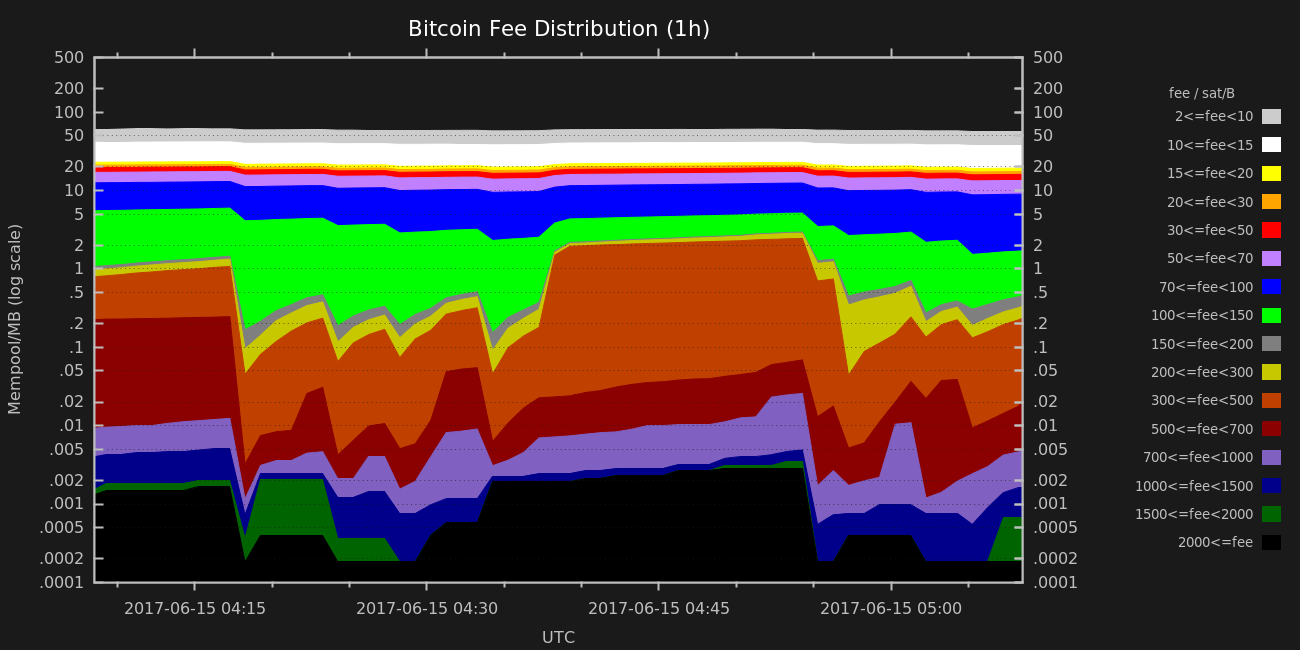 Bitcoin Fee Distribution (1h)
500
200
100
50
20
10
5
2
1
.5
.2
.1
.05
.02
.01
.005
.002
.001
.0005
.0002
.0001
Mempool/MB (log scale)
500
200
100
50
20
10
5
2
1
.5
.2
.1
.05
.02
.01
.005
.002
.001
.0005
.0002
.0001
2017-06-15 04:15
2017-06-15 04:30
2017-06-15 04:45
2017-06-15 05:00
UTC
fee / sat/B
2<=fee<10
10<=fee<15
15<=fee<20
20<=fee<30
30<=fee<50
50<=fee<70
70<=fee<100
100<=fee<150
150<=fee<200
200<=fee<300
300<=fee<500
500<=fee<700
700<=fee<1000
1000<=fee<1500
1500<=fee<2000
2000<=fee